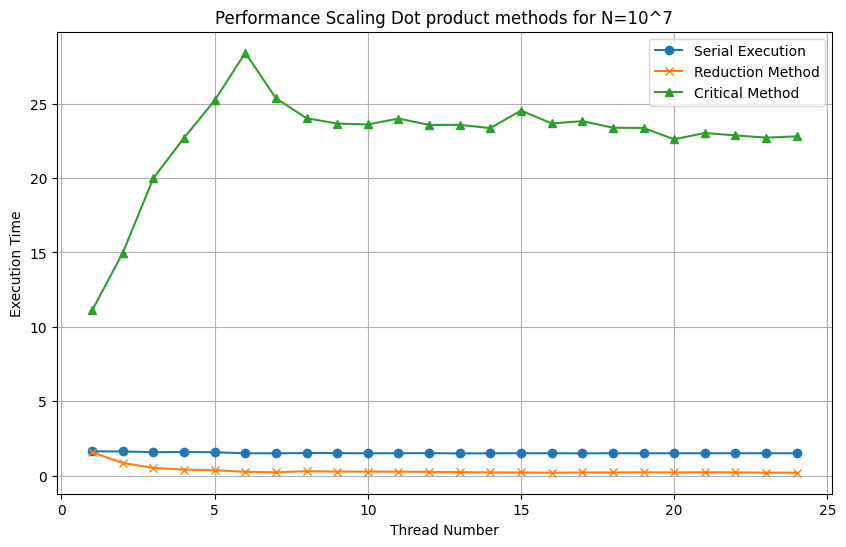 Performance Scaling Dot product methods for N=10^7
Serial Execution
Reduction Method
Critical Method
Execution Time
25
20
15
10
5
0
0 5 10 15 20 25
Thread Number